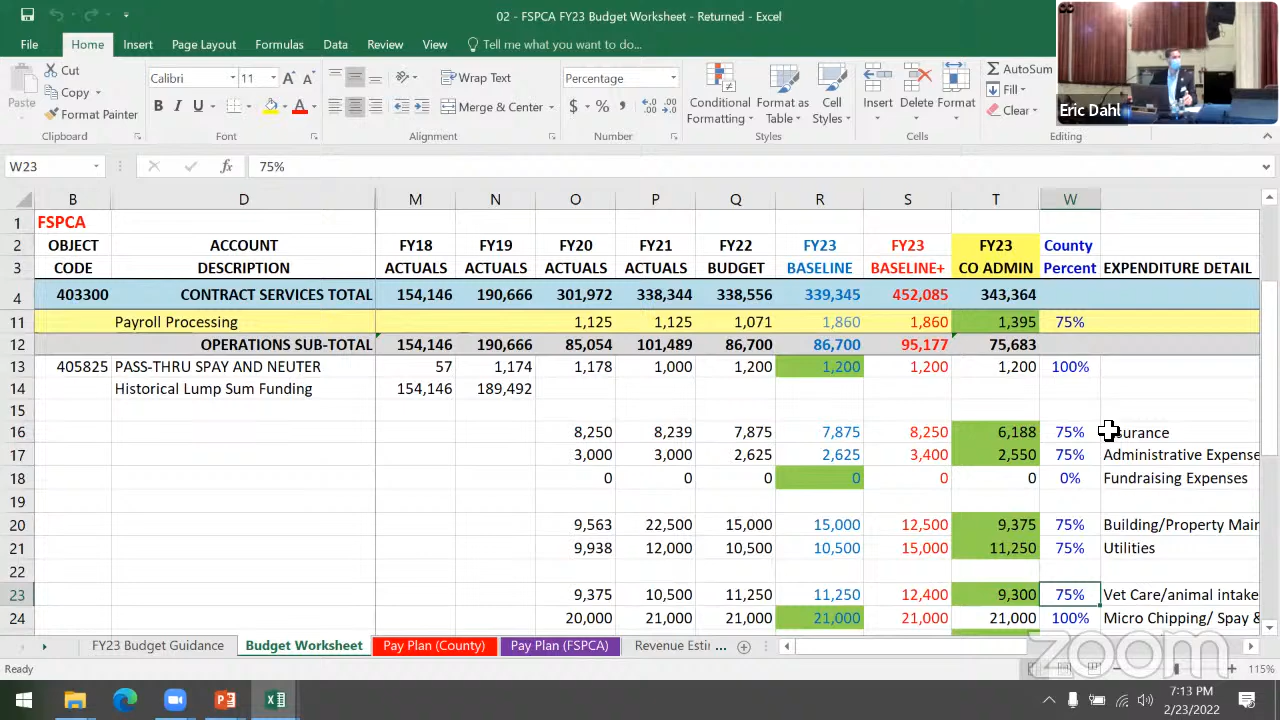 02 - FSPCA FY23 Budget Worksheet - Returned - Excel
File Home Insert Page Layout Formulas Data Review View Tell me what you want to do...
Cut
Copy
Format Painter
Paste
Calibri 11
B I U
Wrap Text
Merge & Center
Percentage
$ % ,
Conditional Formatting
Format as Table
Cell Styles
Insert Delete Format
AutoSum
Fill
Clear
Clipboard Font Alignment Number Styles Cells Editing
Eric Dahl
W23 fx 75%
B D M N O P Q R S T W
1 FSPCA
2 OBJECT ACCOUNT FY18 FY19 FY20 FY21 FY22 FY23 FY23 FY23 County
3 CODE DESCRIPTION ACTUALS ACTUALS ACTUALS ACTUALS BUDGET BASELINE BASELINE+ CO ADMIN Percent EXPENDITURE DETAIL
4 403300 CONTRACT SERVICES TOTAL 154,146 190,666 301,972 338,344 338,556 339,345 452,085 343,364
11 Payroll Processing 1,125 1,125 1,071 1,860 1,860 1,395 75%
12 OPERATIONS SUB-TOTAL 154,146 190,666 85,054 101,489 86,700 86,700 95,177 75,683
13 405825 PASS-THRU SPAY AND NEUTER 57 1,174 1,178 1,000 1,200 1,200 1,200 1,200 100%
14 Historical Lump Sum Funding 154,146 189,492
15
16 8,250 8,239 7,875 7,875 8,250 6,188 75% surance
17 3,000 3,000 2,625 2,625 3,400 2,550 75% Administrative Expense
18 0 0 0 0 0 0 0% Fundraising Expenses
19
20 9,563 22,500 15,000 15,000 12,500 9,375 75% Building/Property Mair
21 9,938 12,000 10,500 10,500 15,000 11,250 75% Utilities
22
23 9,375 10,500 11,250 11,250 12,400 9,300 75% Vet Care/animal intake
24 20,000 21,000 21,000 21,000 21,000 21,000 100% Micro Chipping/ Spay &
FY23 Budget Guidance Budget Worksheet Pay Plan (County) Pay Plan (FSPCA) Revenue Estir ...
Ready 115%
zoom
7:13 PM
2/23/2022